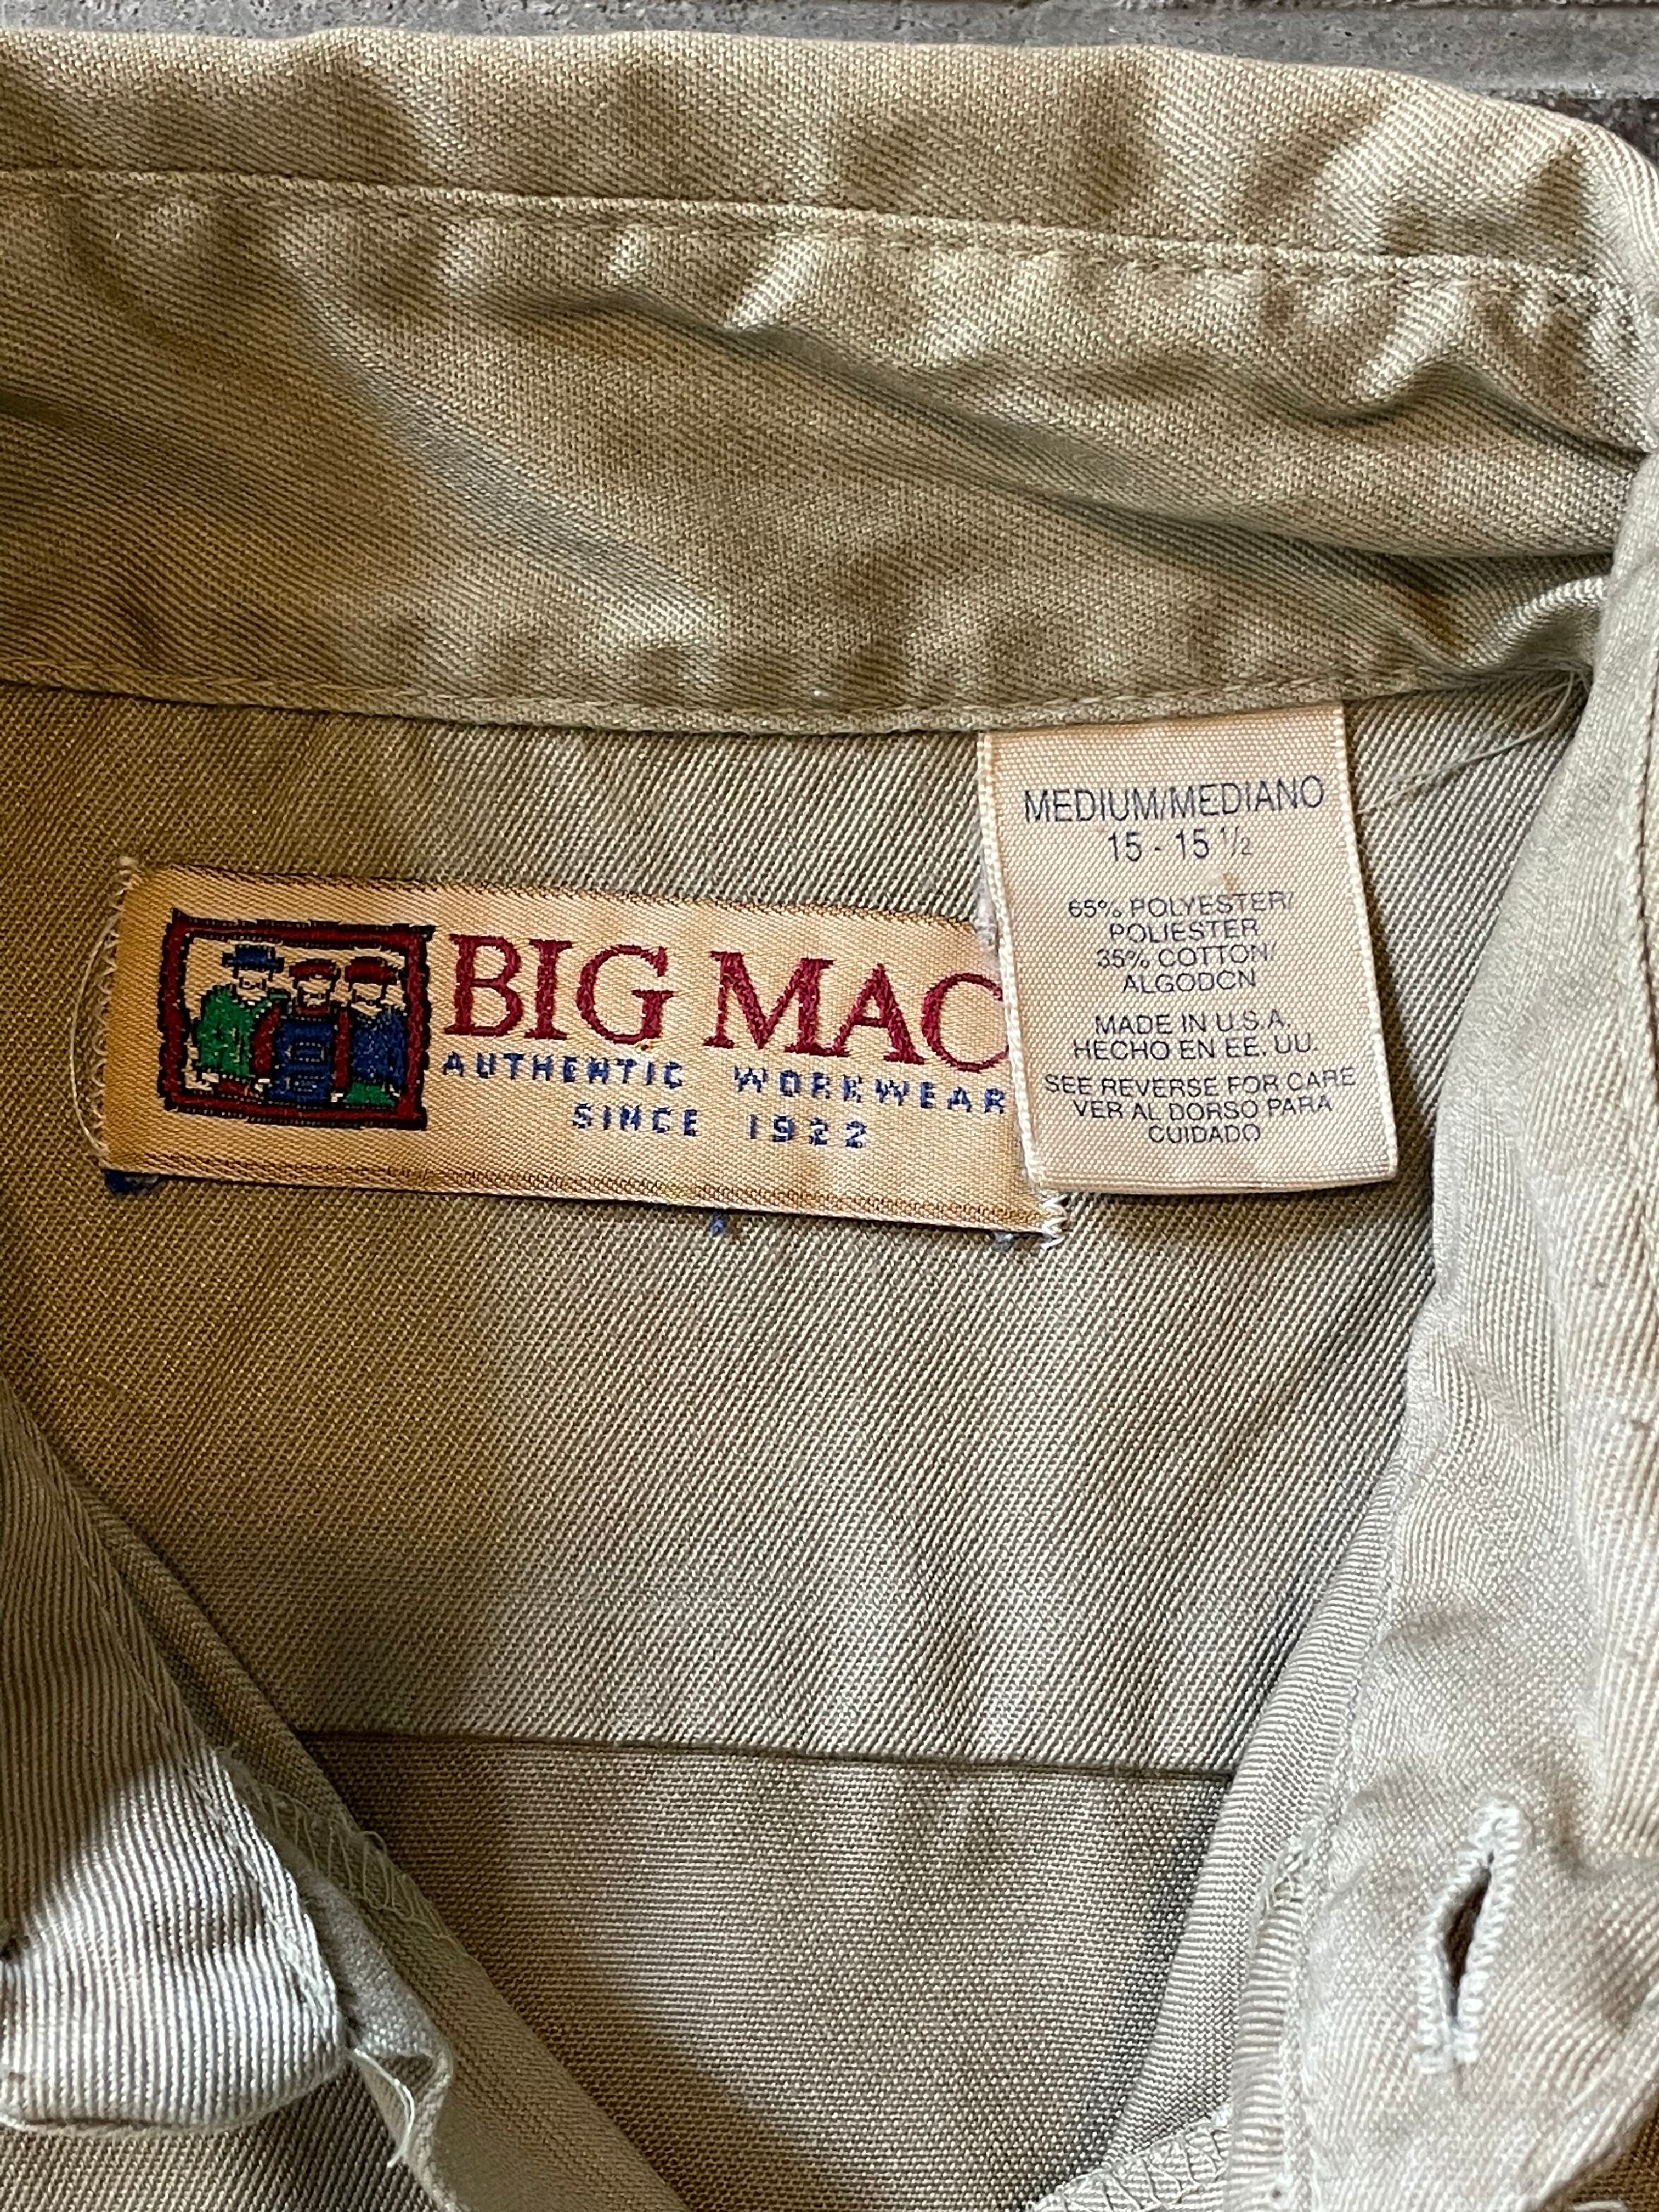 BIG MAC
AUTHENTIC WORKWEAR
SINCE 1922
MEDIUM/MEDIANO
15 - 15 1/2
65% POLYESTER/
POLIESTER
35% COTTON/
ALGODCN
MADE IN U.S.A.
HECHO EN EE. UU.
SEE REVERSE FOR CARE
VER AL DORSO PARA
CUIDADO